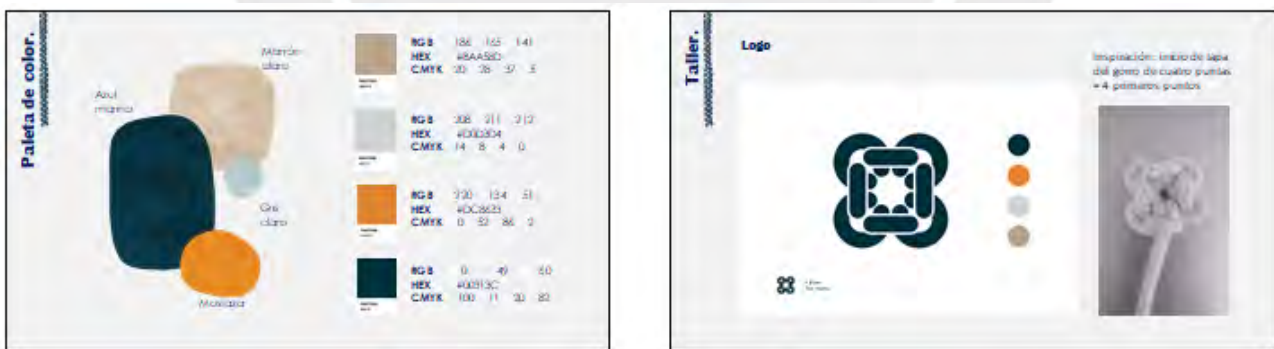 Paleta de color.
Marrón
claro
Azul
marino
Gris
claro
Mostaza
RGB 186 165 141
HEX #BAA58D
CMYK 20 28 37 5
RGB 208 211 212
HEX #D0D3D4
CMYK 14 8 4 0
RGB 220 134 51
HEX #DC8633
CMYK 0 52 86 2
RGB 0 49 60
HEX #00313C
CMYK 100 11 20 82
Taller.
Logo
Inspiración: inicio de tapa
del gorro de cuatro puntas
= 4 primeros puntos